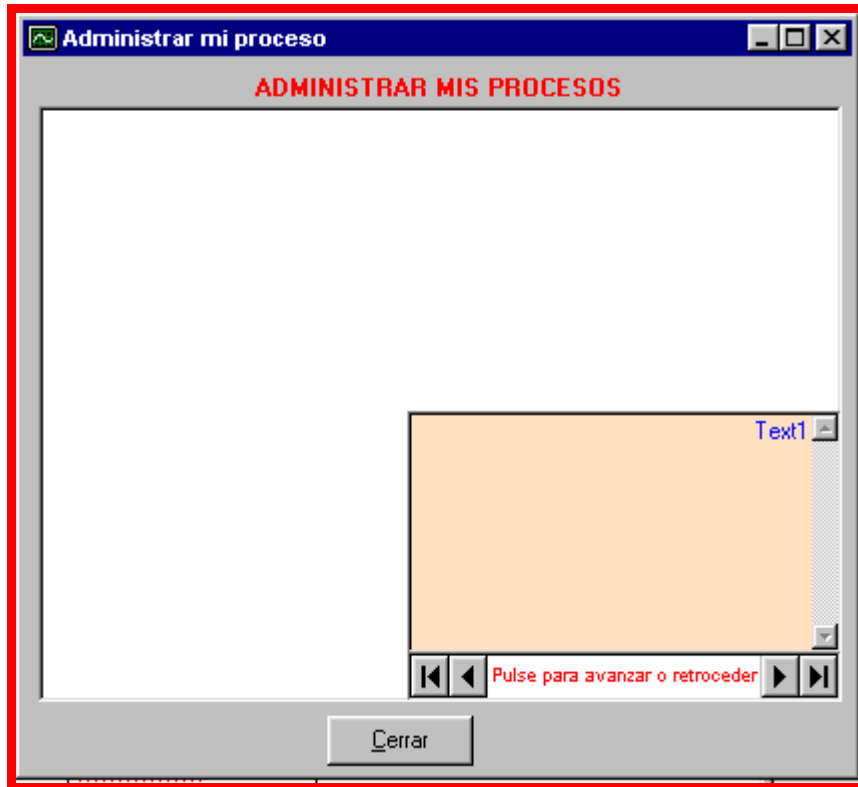 Administrar mi proceso
ADMINISTRAR MIS PROCESOS
Text1
Pulse para avanzar o retroceder
Cerrar